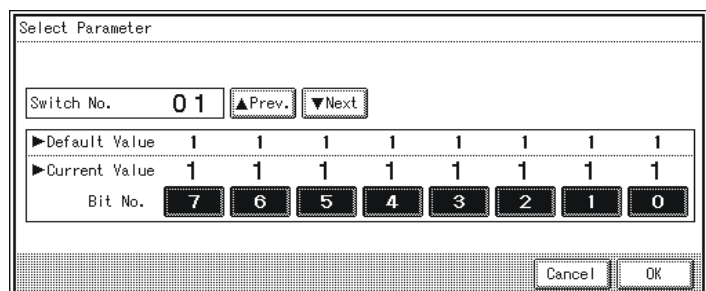 Select Parameter
Switch No. 01 ▲Prev. ▼Next
►Default Value 1 1 1 1 1 1 1 1
►Current Value 1 1 1 1 1 1 1 1
Bit No. 7 6 5 4 3 2 1 0
Cancel OK